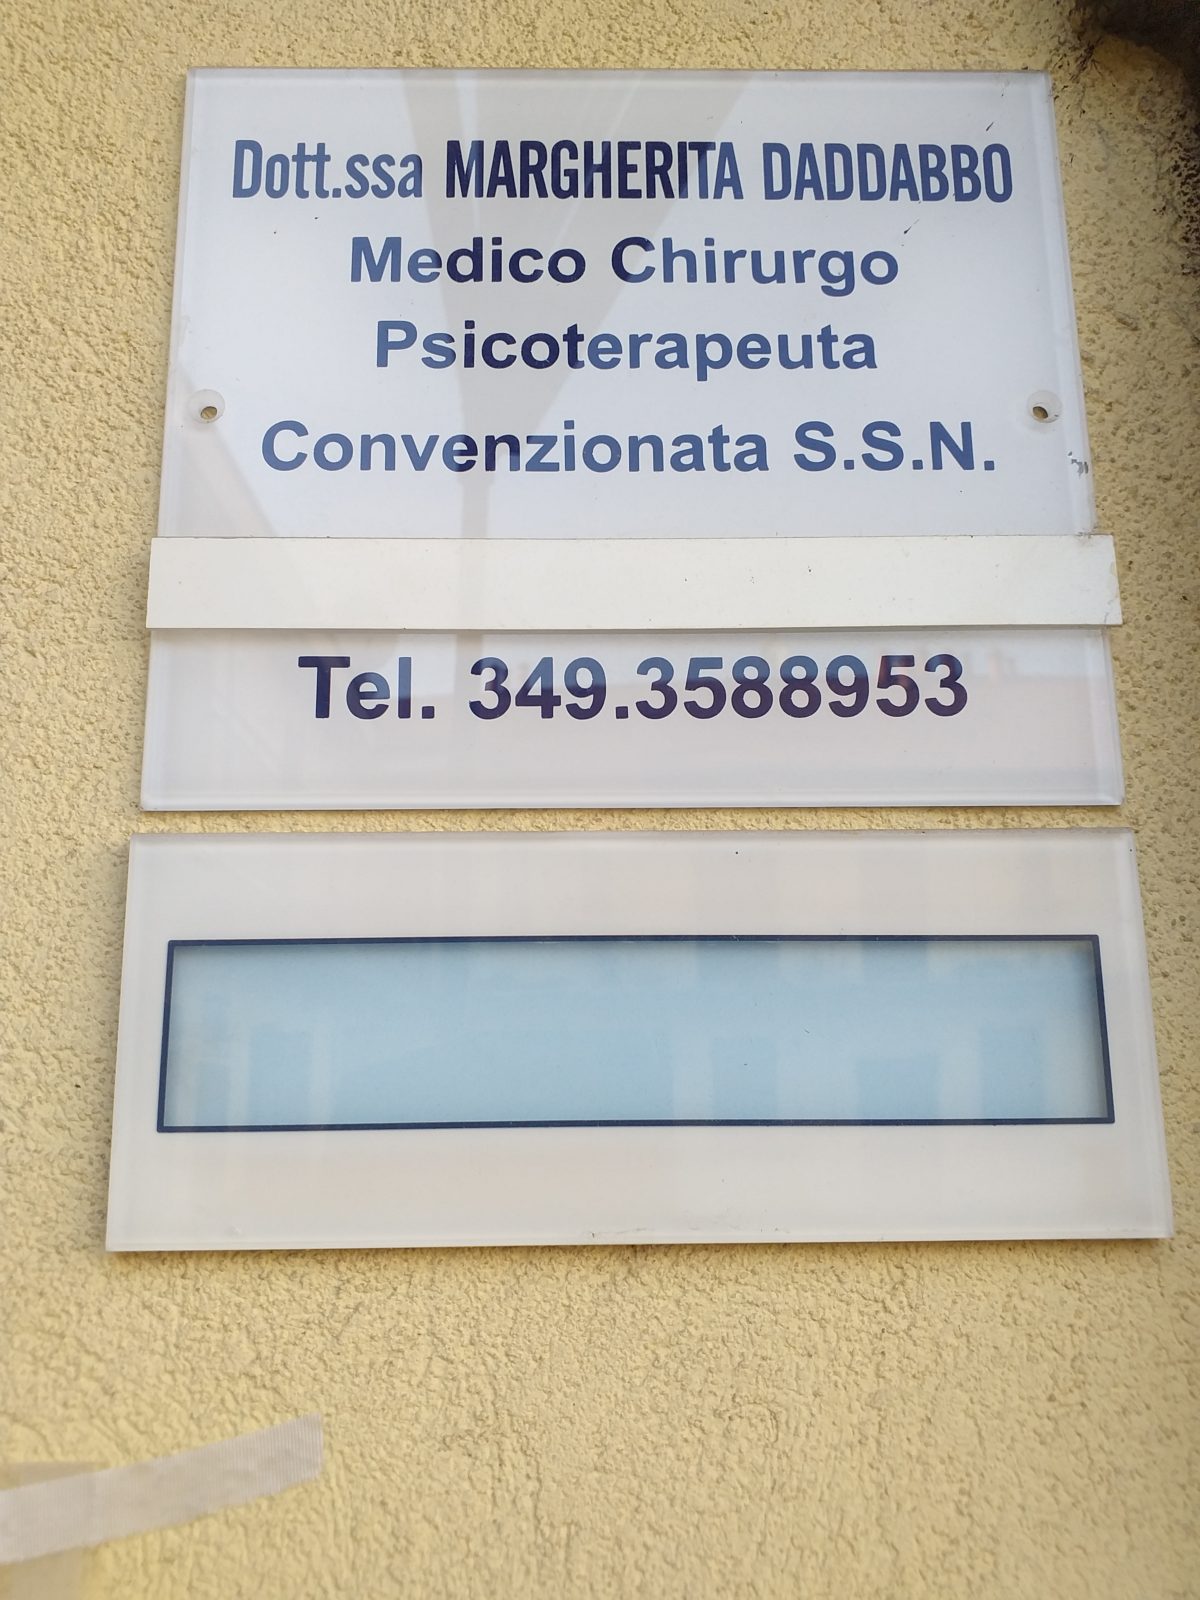 Dott.ssa MARGHERITA DADDABBO
Medico Chirurgo
Psicoterapeuta
Convenzionata S.S.N.
Tel. 349.3588953